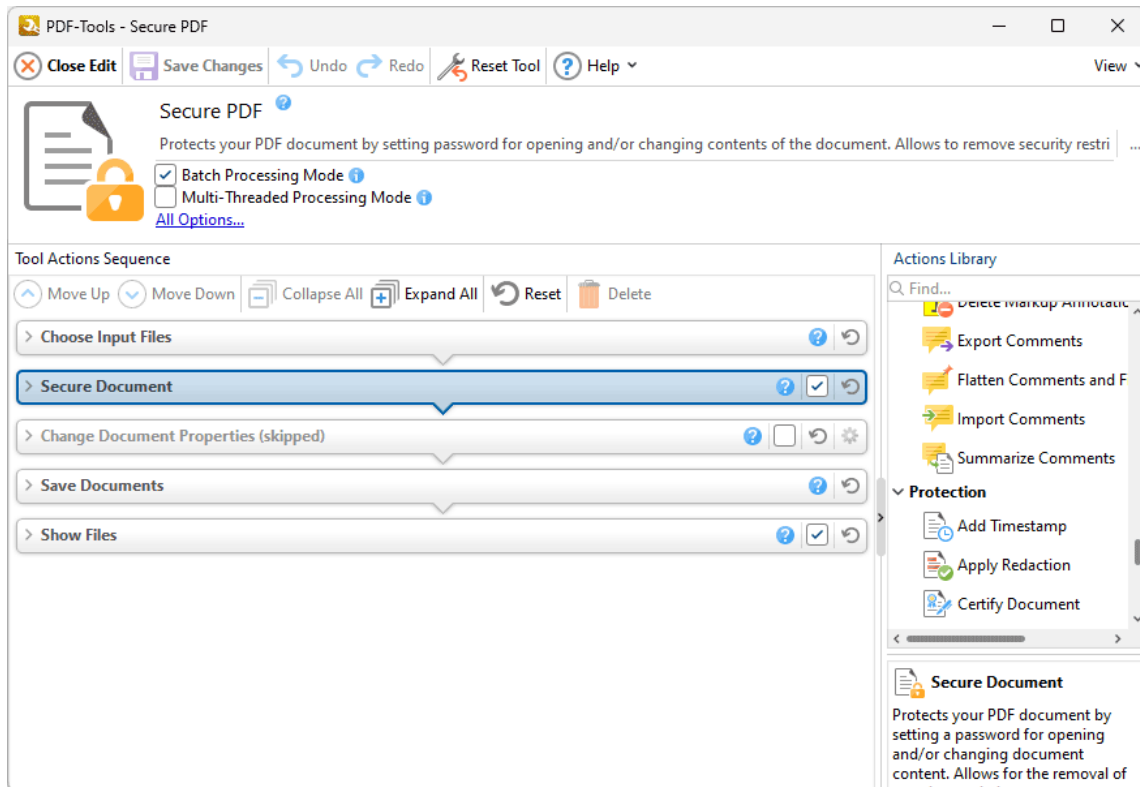 PDF-Tools - Secure PDF
Close Edit Save Changes Undo Redo Reset Tool Help View
Secure PDF
Protects your PDF document by setting password for opening and/or changing contents of the document. Allows to remove security restri ...
Batch Processing Mode
Multi-Threaded Processing Mode
All Options...
Tool Actions Sequence
Move Up Move Down Collapse All Expand All Reset Delete
Choose Input Files
Secure Document
Change Document Properties (skipped)
Save Documents
Show Files
Actions Library
Find...
Delete Markup Annotatic
Export Comments
Flatten Comments and F
Import Comments
Summarize Comments
Protection
Add Timestamp
Apply Redaction
Certify Document
Secure Document
Protects your PDF document by
setting a password for opening
and/or changing document
content. Allows for the removal of